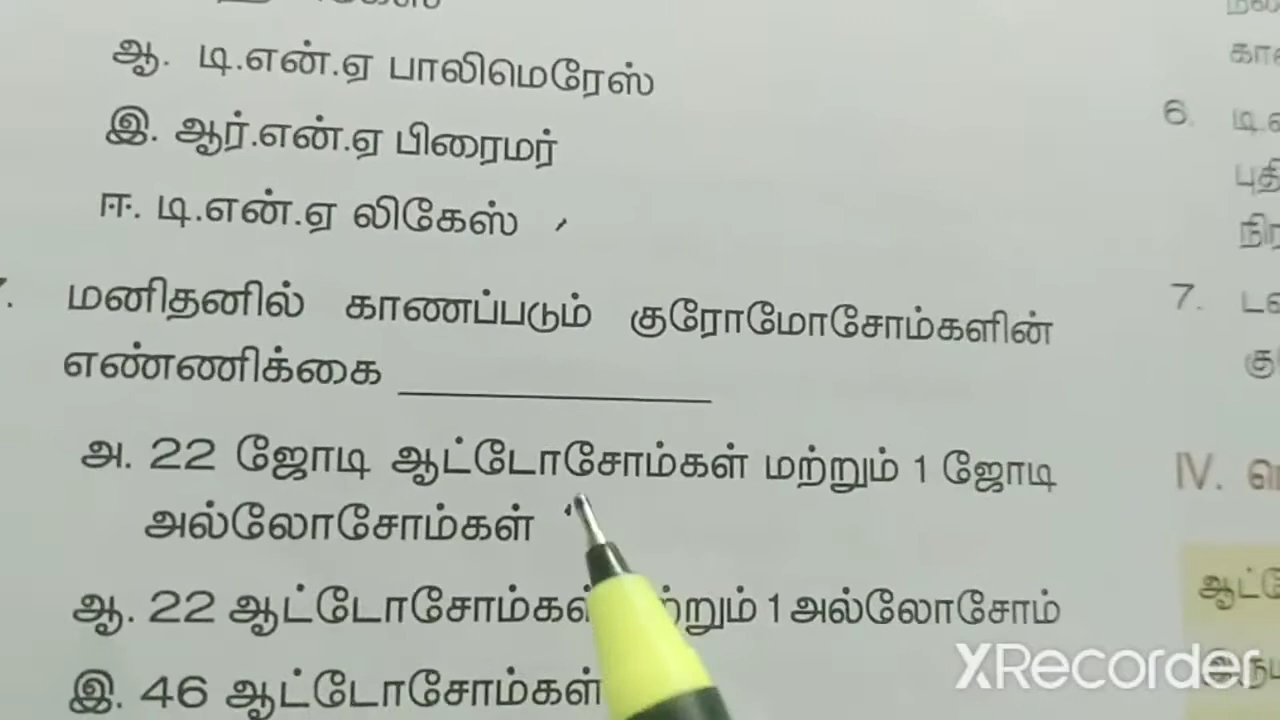 ஆ. டி.என்.ஏ பாலிமெரேஸ்
இ. ஆர்.என்.ஏ பிரைமர்
ஈ. டி.என்.ஏ லிகேஸ்
மனிதனில் காணப்படும் குரோமோசோம்களின்
எண்ணிக்கை
அ. 22 ஜோடி ஆட்டோசோம்கள் மற்றும் 1 ஜோடி
அல்லோசோம்கள்
ஆ. 22 ஆட்டோசோம்கள் மற்றும் 1 அல்லோசோம்
இ. 46 ஆட்டோசோம்கள்
6.
7.
IV.
XRecorder